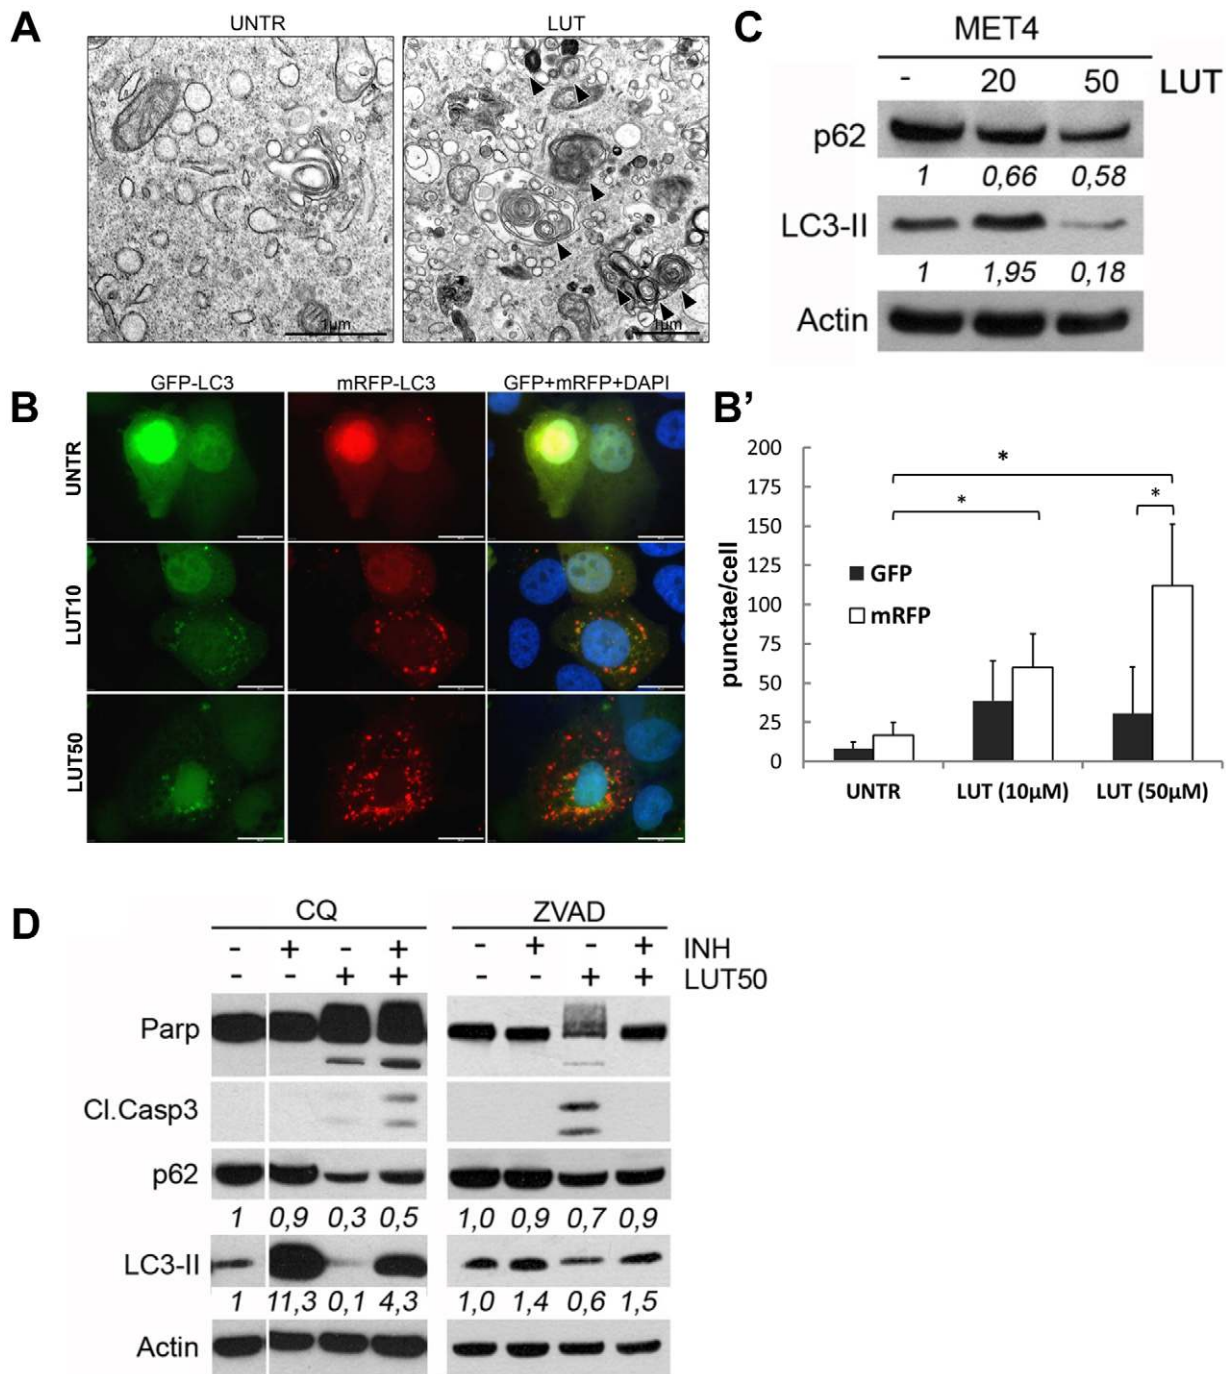 A
UNTR
LUT
1μm
1μm
C
MET4
- 20 50 LUT
p62
1 0,66 0,58
LC3-II
1 1,95 0,18
Actin
B
GFP-LC3 mRFP-LC3 GFP+mRFP+DAPI
UNTR
LUT10
LUT50
B'
200
175
150
125
100
75
50
25
0
punctae/cell
* 
*
*
GFP
mRFP
UNTR LUT (10μM) LUT (50μM)
D
CQ ZVAD
- + - + - + - + INH
- - + + - - + + LUT50
Parp
Cl.Casp3
p62
1 0,9 0,3 0,5 1,0 0,9 0,7 0,9
LC3-II
1 11,3 0,1 4,3 1,0 1,4 0,6 1,5
Actin